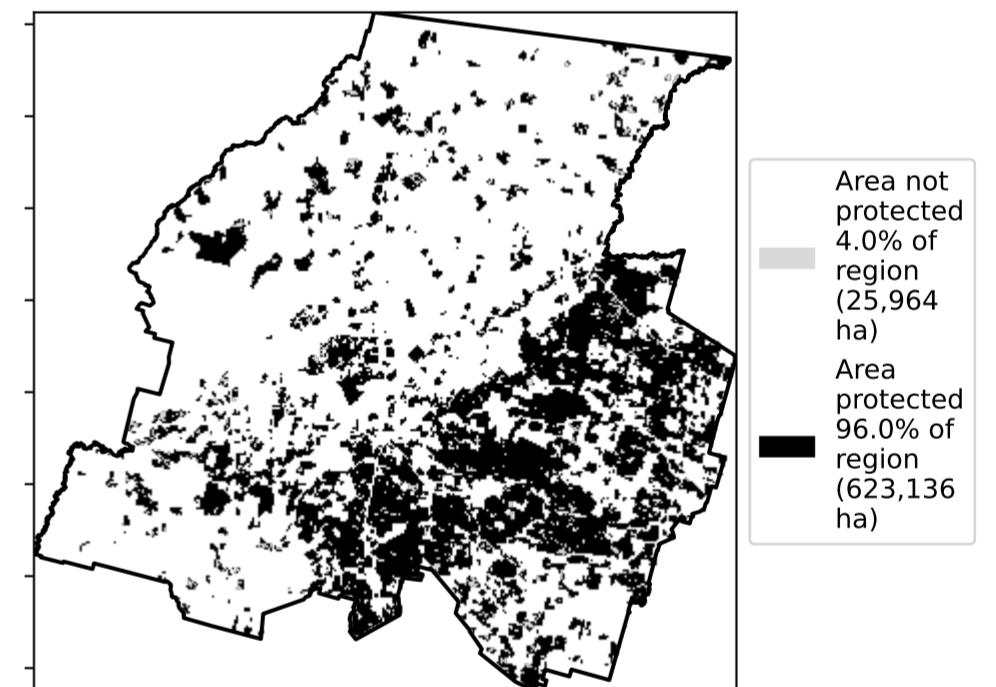 Area not
protected
4.0% of
region
(25,964
ha)
Area
protected
96.0% of
region
(623,136
ha)